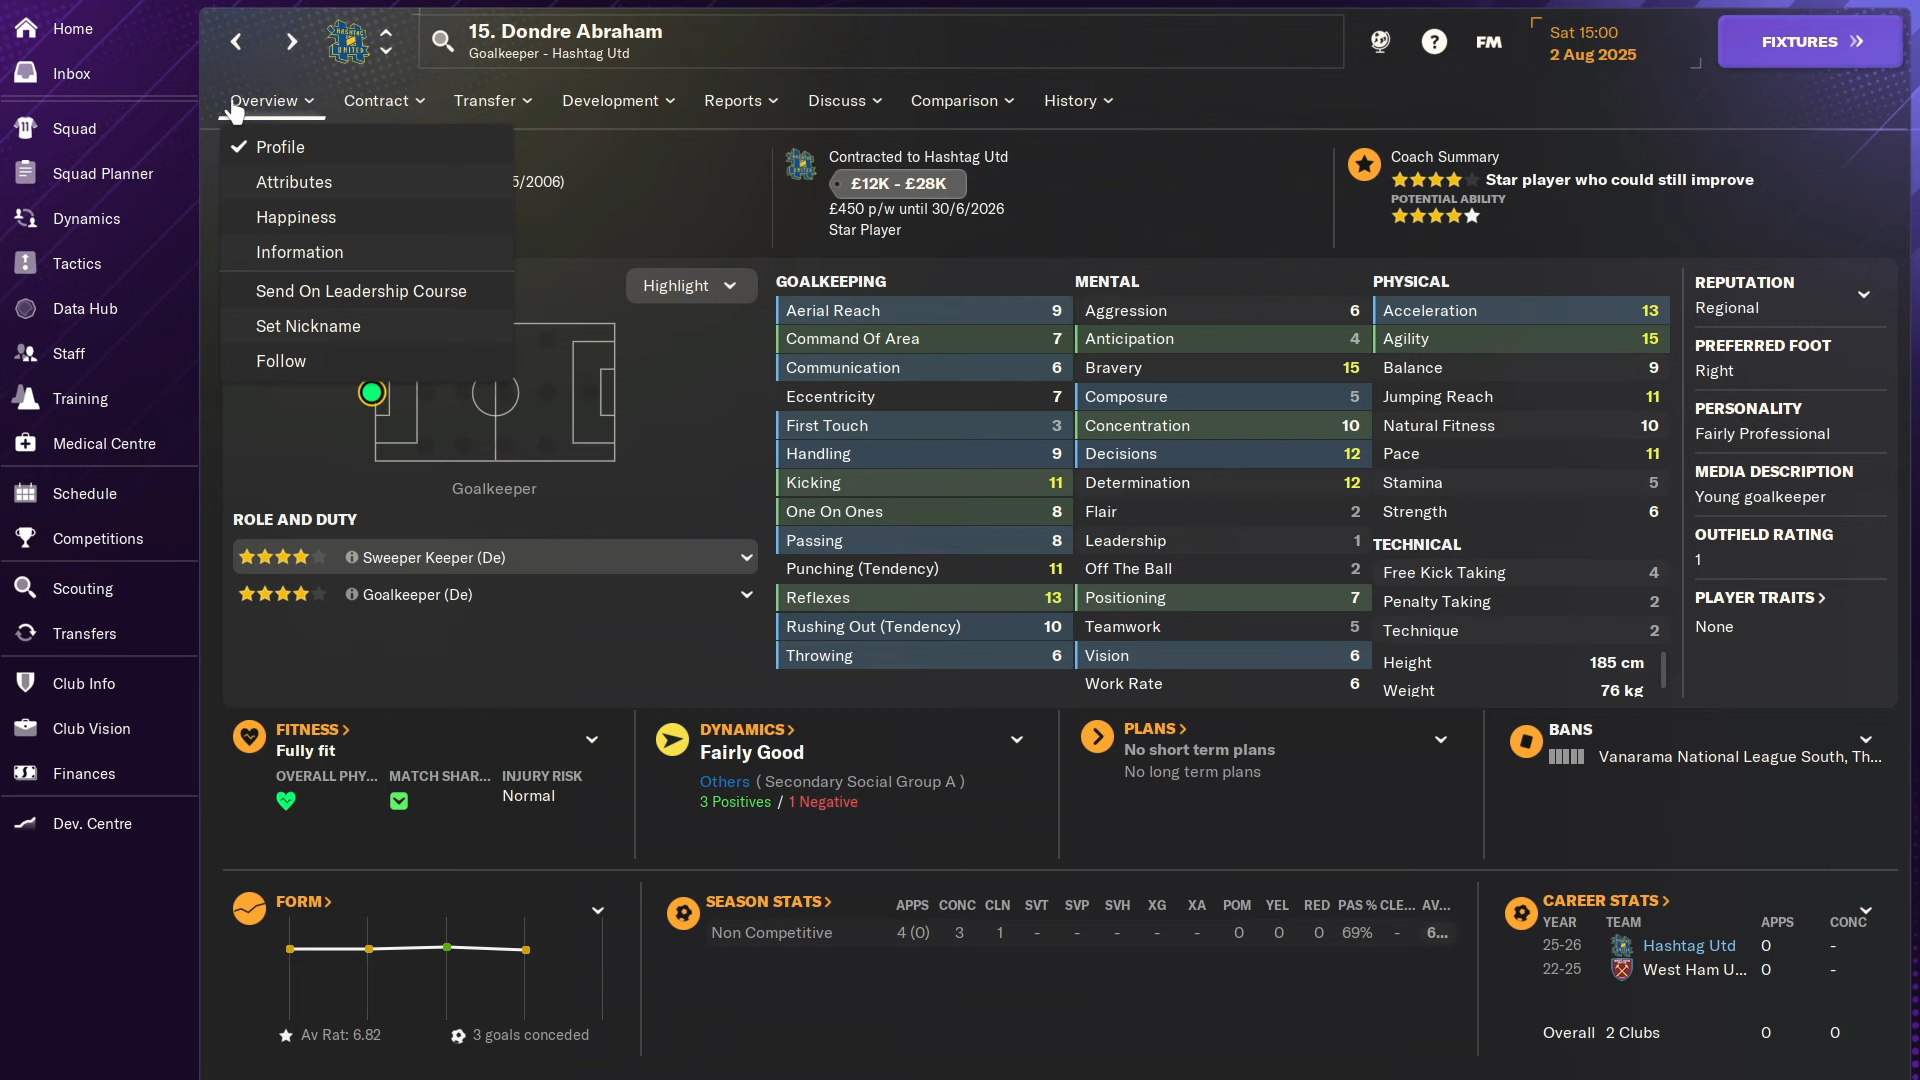 Home
Inbox
Squad
Squad Planner
Dynamics
Tactics
Data Hub
Staff
Training
Medical Centre
Schedule
Competitions
Scouting
Transfers
Club Info
Club Vision
Finances
Dev. Centre
HASHTAG UNITED
15. Dondre Abraham
Goalkeeper - Hashtag Utd
?
FM
Sat 15:00
2 Aug 2025
FIXTURES
Overview Contract Transfer Development Reports Discuss Comparison History
Profile
Attributes
Happiness
Information
Send On Leadership Course
Set Nickname
Follow
5/2006)
Contracted to Hashtag Utd
£12K - £28K
£450 p/w until 30/6/2026
Star Player
Coach Summary
Star player who could still improve
POTENTIAL ABILITY
Highlight
Goalkeeper
ROLE AND DUTY
Sweeper Keeper (De)
Goalkeeper (De)
GOALKEEPING
Aerial Reach 9
Command Of Area 7
Communication 6
Eccentricity 7
First Touch 3
Handling 9
Kicking 11
One On Ones 8
Passing 8
Punching (Tendency) 11
Reflexes 13
Rushing Out (Tendency) 10
Throwing 6
MENTAL
Aggression 6
Anticipation 4
Bravery 15
Composure 5
Concentration 10
Decisions 12
Determination 12
Flair 2
Leadership 1
Off The Ball 2
Positioning 7
Teamwork 5
Vision 6
Work Rate 6
PHYSICAL
Acceleration 13
Agility 15
Balance 9
Jumping Reach 11
Natural Fitness 10
Pace 11
Stamina 5
Strength 6
TECHNICAL
Free Kick Taking 4
Penalty Taking 2
Technique 2
Height 185 cm
Weight 76 kg
REPUTATION
Regional
PREFERRED FOOT
Right
PERSONALITY
Fairly Professional
MEDIA DESCRIPTION
Young goalkeeper
OUTFIELD RATING
1
PLAYER TRAITS >
None
FITNESS >
Fully fit
OVERALL PHY... MATCH SHAR... INJURY RISK
Normal
DYNAMICS >
Fairly Good
Others ( Secondary Social Group A )
3 Positives / 1 Negative
PLANS >
No short term plans
No long term plans
BANS
Vanarama National League South, Th...
FORM >
Av Rat: 6.82 3 goals conceded
SEASON STATS > APPS CONC CLN SVT SVP SVH XG XA POM YEL RED PAS % CLE... AV...
Non Competitive 4 (0) 3 1 - - - - - 0 0 0 69% - 6...
CAREER STATS >
YEAR TEAM APPS CONC
25-26 Hashtag Utd 0 -
22-25 West Ham U... 0 -
Overall 2 Clubs 0 0